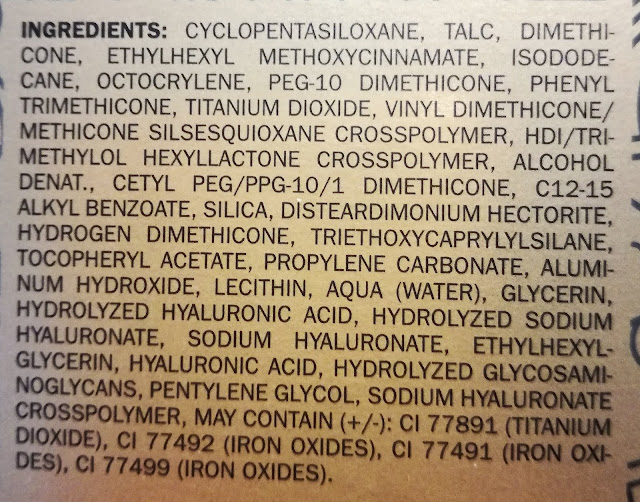 INGREDIENTS: CYCLOPENTASILOXANE, TALC, DIMETHI-
CONE, ETHYLHEXYL METHOXYCINNAMATE, ISODODE-
CANE, OCTOCRYLENE, PEG-10 DIMETHICONE, PHENYL
TRIMETHICONE, TITANIUM DIOXIDE, VINYL DIMETHICONE/
METHICONE SILSESQUIOXANE CROSSPOLYMER, HDI/TRI-
METHYLOL HEXYLLACTONE CROSSPOLYMER, ALCOHOL
DENAT., CETYL PEG/PPG-10/1 DIMETHICONE, C12-15
ALKYL BENZOATE, SILICA, DISTEARDIMONIUM HECTORITE,
HYDROGEN DIMETHICONE, TRIETHOXYCAPRYLYLSILANE,
TOCOPHERYL ACETATE, PROPYLENE CARBONATE, ALUMI-
NUM HYDROXIDE, LECITHIN, AQUA (WATER), GLYCERIN,
HYDROLYZED HYALURONIC ACID, HYDROLYZED SODIUM
HYALURONATE, SODIUM HYALURONATE, ETHYLHEXYL-
GLYCERIN, HYALURONIC ACID, HYDROLYZED GLYCOSAMI-
NOGLYCANS, PENTYLENE GLYCOL, SODIUM HYALURONATE
CROSSPOLYMER, MAY CONTAIN (+/-): CI 77891 (TITANIUM
DIOXIDE), CI 77492 (IRON OXIDES), CI 77491 (IRON OXI-
DES), CI 77499 (IRON OXIDES).